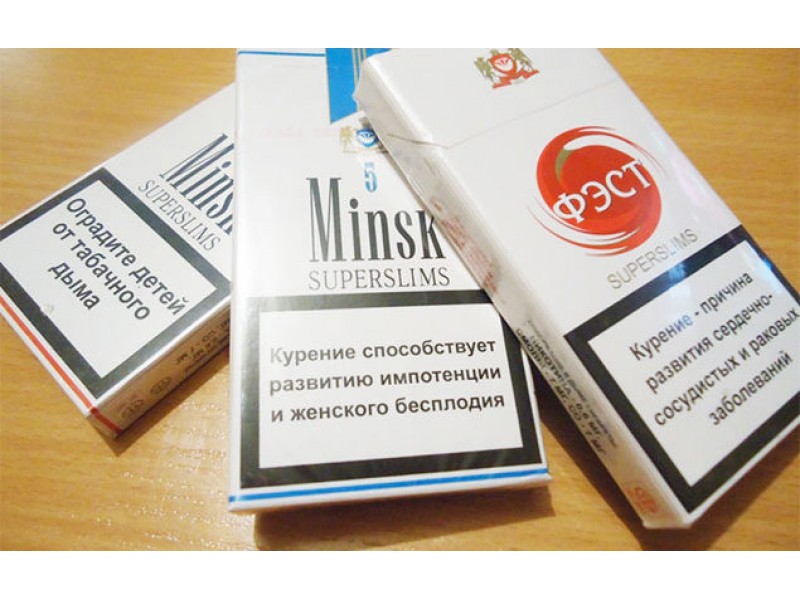 Minsk
SUPERSLIMS
Оградите детей
от табачного
дыма
5
Minsk
SUPERSLIMS
Курение способствует
развитию импотенции
и женского бесплодия
ФЭСТ
SUPERSLIMS
Курение - причина
развития сердечно-
сосудистых и раковых
заболеваний